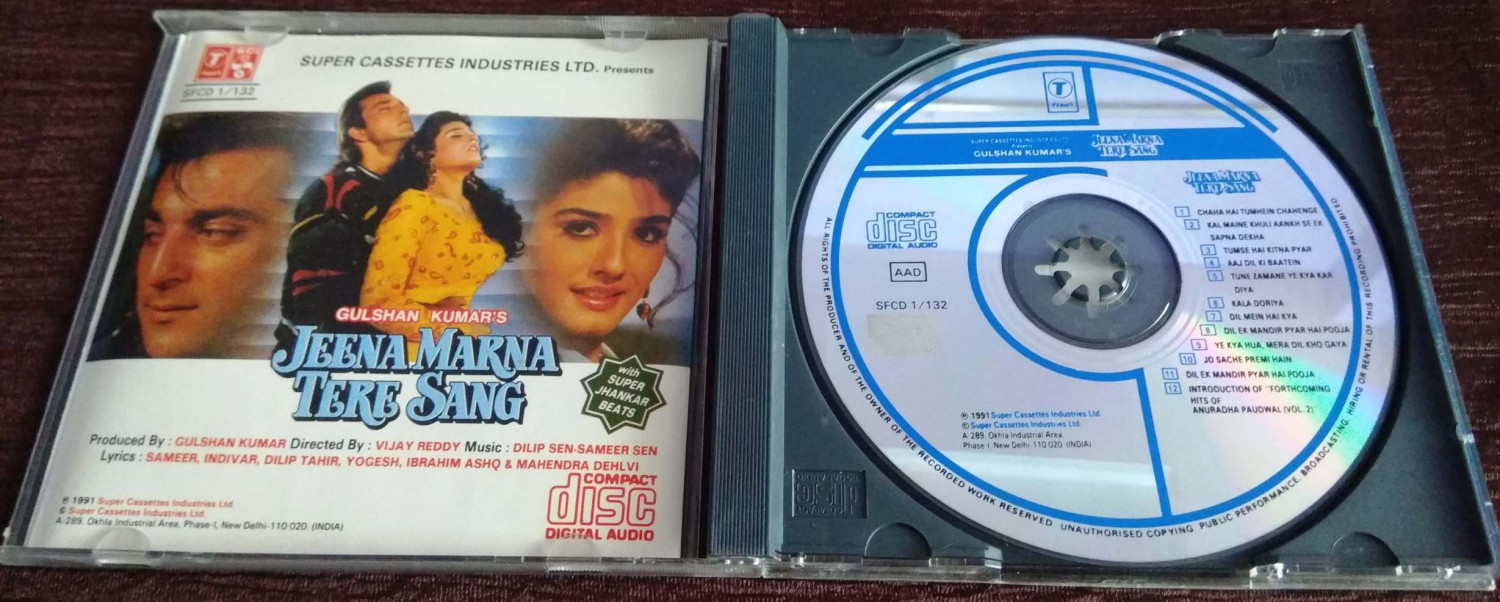 T
SFCD 1/132
SUPER CASSETTES INDUSTRIES LTD. Presents
GULSHAN KUMAR'S
JEENA MARNA
TERE SANG
with
SUPER
JHANKAR
BEATS
Produced By : GULSHAN KUMAR Directed By : VIJAY REDDY Music : DILIP SEN-SAMEER SEN
Lyrics : SAMEER, INDIVAR, DILIP TAHIR, YOGESH, IBRAHIM ASHQ & MAHENDRA DEHLVI
COMPACT
disc
DIGITAL AUDIO
℗ 1991 Super Cassettes Industries Ltd.
© Super Cassettes Industries Ltd.
A-289, Okhla Industrial Area, Phase-I, New Delhi-110 020. (INDIA)
T
SERIES
SUPER CASSETTES INDUSTRIES LTD.
Presents
GULSHAN KUMAR'S
JEENA MARNA
TERE SANG
JEENA MARNA
TERE SANG
COMPACT
disc
DIGITAL AUDIO
AAD
SFCD 1/132
1 CHAHA HAI TUMHEIN CHAHENGE
2 KAL MAINE KHULI AANKH SE EK
SAPNA DEKHA
3 TUMSE HAI KITNA PYAR
4 AAJ DIL KI BAATEIN
5 TUNE ZAMANE YE KYA KAR
DIYA
6 KALA DORIYA
7 DIL MEIN HAI KYA
8 DIL EK MANDIR PYAR HAI POOJA
9 YE KYA HUA, MERA DIL KHO GAYA
10 JO SACHE PREMI HAIN
11 DIL EK MANDIR PYAR HAI POOJA
12 INTRODUCTION OF "FORTHCOMING
HITS OF
ANURADHA PAUDWAL (VOL. 2)"
℗ 1991 Super Cassettes Industries Ltd.
© Super Cassettes Industries Ltd.
A-289, Okhla Industrial Area
Phase I, New Delhi-110 020 (INDIA)
ALL RIGHTS OF THE PRODUCER AND OF THE OWNER OF THE RECORDED WORK RESERVED UNAUTHORISED COPYING PUBLIC PERFORMANCE, BROADCASTING, HIRING OR RENTAL OF THIS RECORDING PROHIBITED